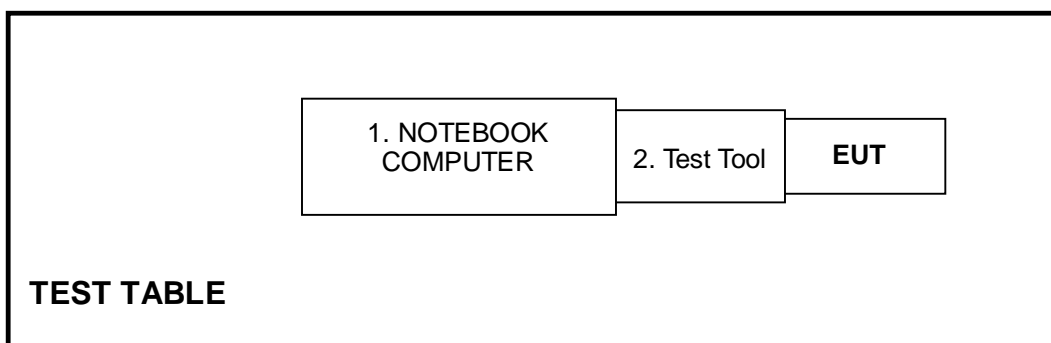 1. NOTEBOOK
COMPUTER
2. Test Tool
EUT
TEST TABLE